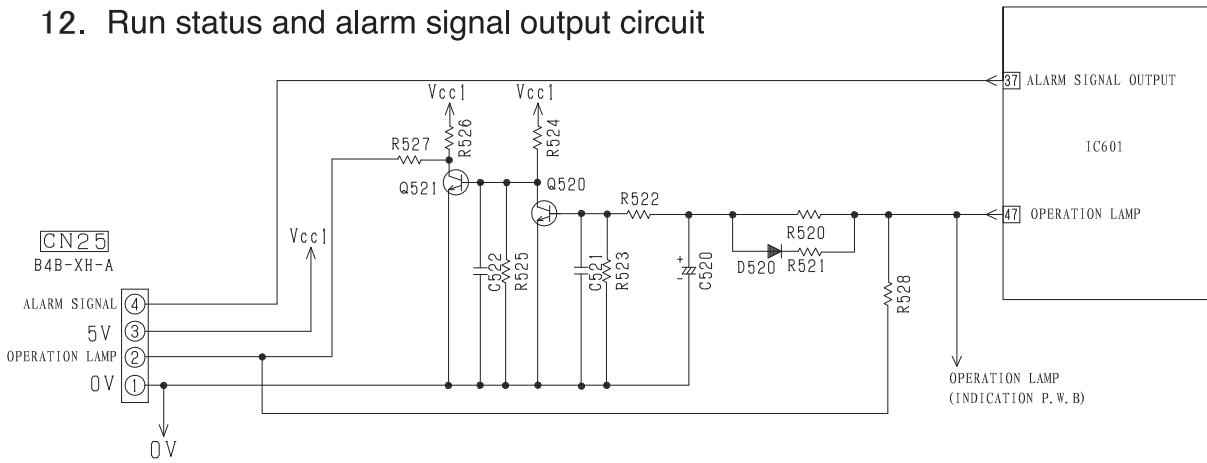 12. Run status and alarm signal output circuit
37 ALARM SIGNAL OUTPUT
Vcc1
Vcc1
R526
R524
R527
IC601
Q521
Q520
R522
47 OPERATION LAMP
R520
CN25
B4B-XH-A
Vcc1
C522
R525
C521
R523
+
-
C520
D520
R521
R528
ALARM SIGNAL 4
5V 3
OPERATION LAMP 2
0V 1
OPERATION LAMP
(INDICATION P.W.B)
0V